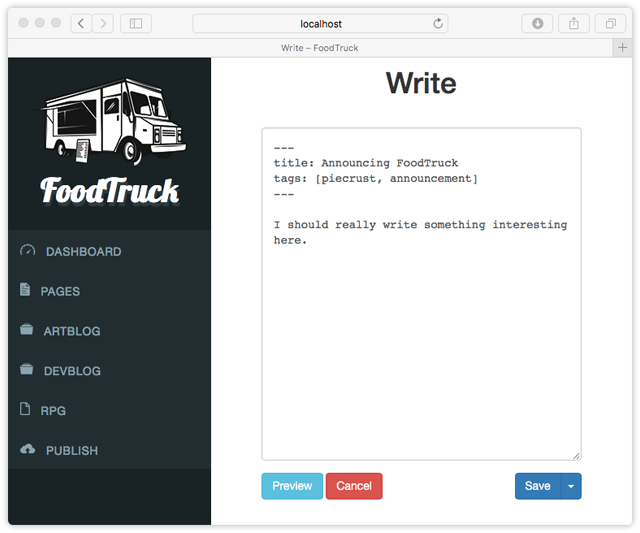 localhost
Write – FoodTruck
FoodTruck
DASHBOARD
PAGES
ARTBLOG
DEVBLOG
RPG
PUBLISH
Write
---
title: Announcing FoodTruck
tags: [piecrust, announcement]
---
I should really write something interesting
here.
Preview
Cancel
Save